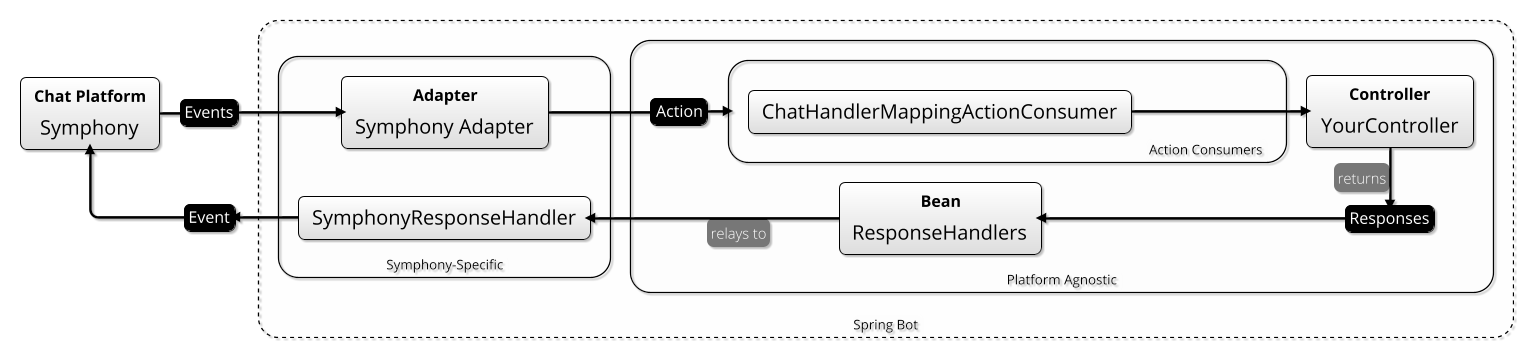 Chat Platform
Symphony
Events
Adapter
Symphony Adapter
Action
ChatHandlerMappingActionConsumer
Action Consumers
Controller
YourController
returns
Responses
Bean
ResponseHandlers
relays to
SymphonyResponseHandler
Event
Symphony-Specific
Platform Agnostic
Spring Bot